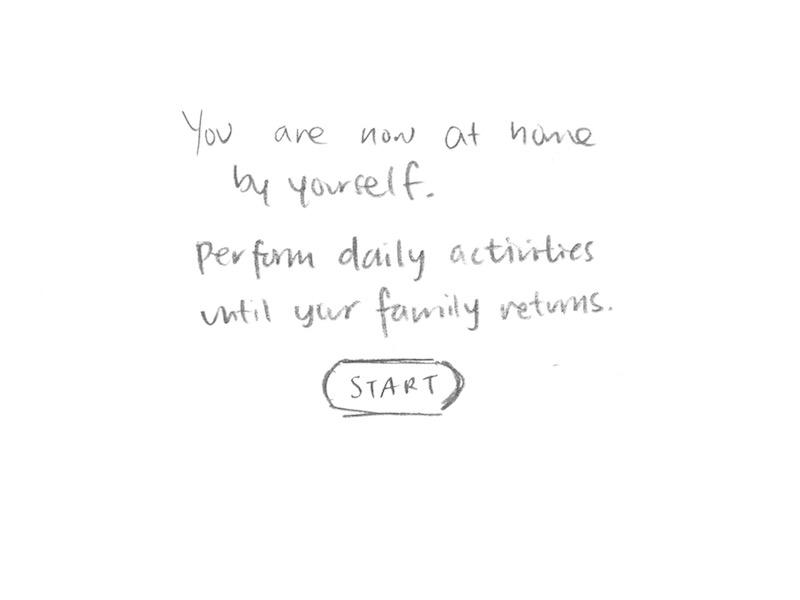 You are now at home
by yourself.
Perform daily activities
until your family returns.
START